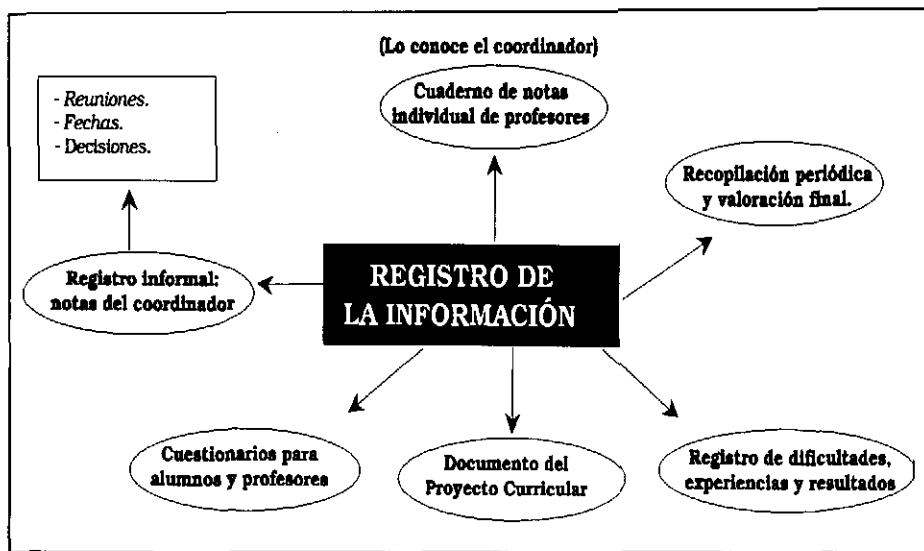 (Lo conoce el coordinador)
Cuaderno de notas
individual de profesores
- Reuniones.
- Fechas.
- Decisiones.
Recopilación periódica
y valoración final.
Registro informal:
notas del coordinador
REGISTRO DE
LA INFORMACIÓN
Cuestionarios para
alumnos y profesores
Documento del
Proyecto Curricular
Registro de dificultades,
experiencias y resultados